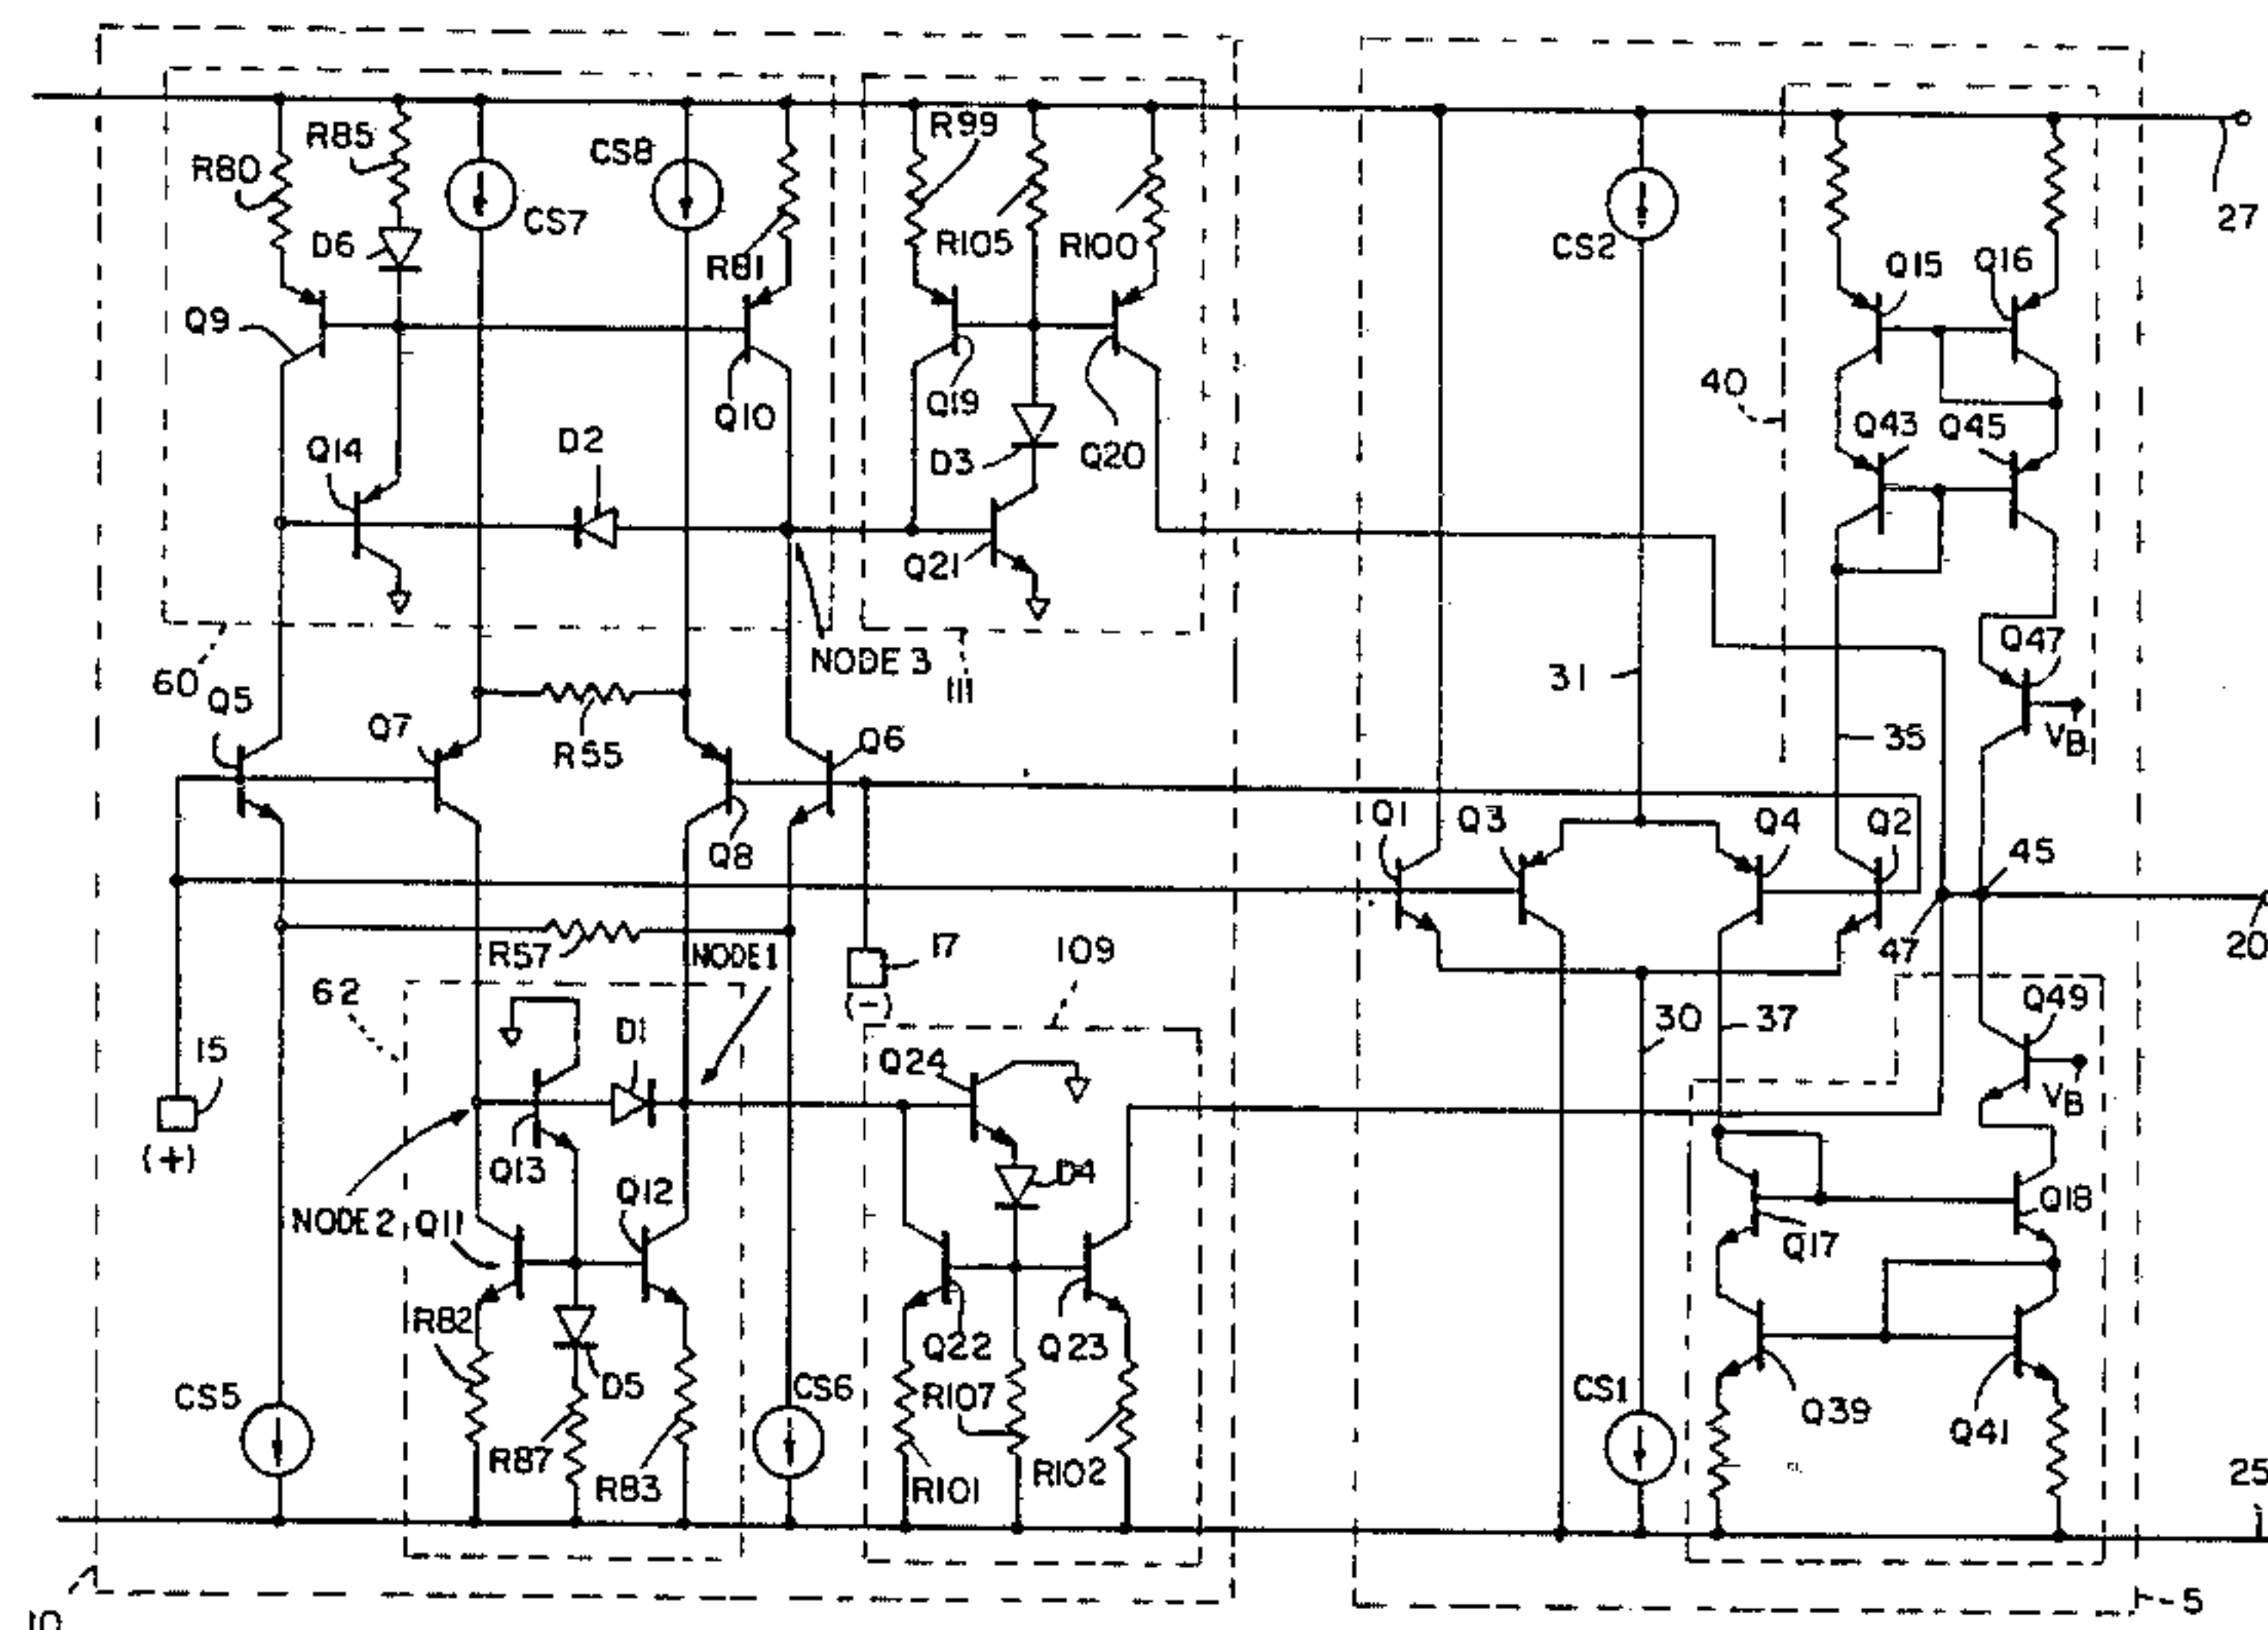 R99
R85
CS8
R80
CS7
27
D6
R81
R105
R100
CS2
Q15
Q16
Q9
Q10
Q19
40
D2
D3
Q20
Q43
Q45
Q14
Q21
NODE 3
60
111
31
Q47
Q5
Q7
R55
Q6
35
VB
Q8
Q1
Q3
Q4
Q2
45
R57
NODE 1
17
109
47
20
(-)
62
Q49
15
D1
Q24
30
37
VB
(+)
Q13
D4
Q12
Q18
NODE 2
Q11
Q17
R82
Q22
Q23
CS5
D5
CS6
R107
CS1
Q39
Q41
R87
R83
R101
R102
25
10
5